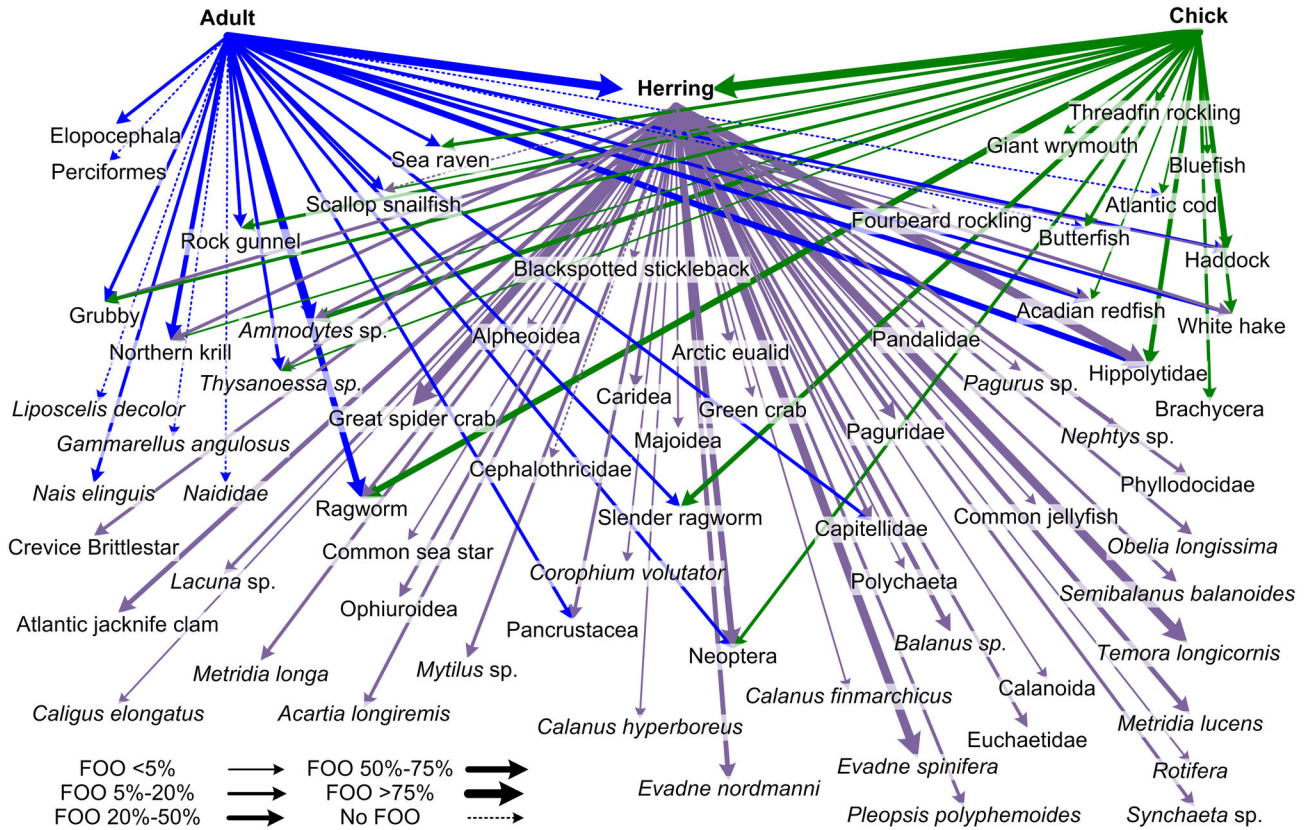 Adult
Chick
Herring
Threadfin rockling
Elopocephala
Giant wrymouth
Sea raven
Bluefish
Perciformes
Scallop snailfish
Atlantic cod
Fourbeard rockling
Rock gunnel
Butterfish
Haddock
Blackspotted stickleback
Grubby
Ammodytes sp.
Acadian redfish
White hake
Alpheoidea
Pandalidae
Northern krill
Arctic eualid
Thysanoessa sp.
Pagurus sp.
Hippolytidae
Caridea
Liposcelis decolor
Great spider crab
Green crab
Brachycera
Gammarellus angulosus
Majoidea
Paguridae
Nephtys sp.
Cephalothricidae
Nais elinguis
Naididae
Phyllodocidae
Ragworm
Slender ragworm
Common jellyfish
Capitellidae
Crevice Brittlestar
Common sea star
Obelia longissima
Lacuna sp.
Corophium volutator
Polychaeta
Semibalanus balanoides
Ophiuroidea
Atlantic jacknife clam
Pancrustacea
Balanus sp.
Neoptera
Temora longicornis
Metridia longa
Mytilus sp.
Calanoida
Calanus finmarchicus
Caligus elongatus
Acartia longiremis
Calanus hyperboreus
Metridia lucens
Euchaetidae
Evadne spinifera
Rotifera
Evadne nordmanni
Pleopsis polyphemoides
Synchaeta sp.
FOO <5%
FOO 50%-75%
FOO 5%-20%
FOO >75%
FOO 20%-50%
No FOO